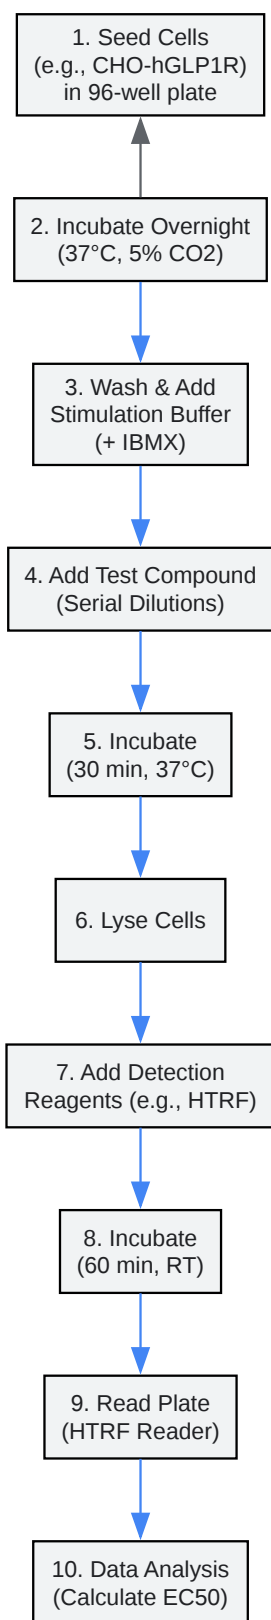 1. Seed Cells
(e.g., CHO-hGLP1R)
in 96-well plate
2. Incubate Overnight
(37°C, 5% CO2)
3. Wash & Add
Stimulation Buffer
(+ IBMX)
4. Add Test Compound
(Serial Dilutions)
5. Incubate
(30 min, 37°C)
6. Lyse Cells
7. Add Detection
Reagents (e.g., HTRF)
8. Incubate
(60 min, RT)
9. Read Plate
(HTRF Reader)
10. Data Analysis
(Calculate EC50)